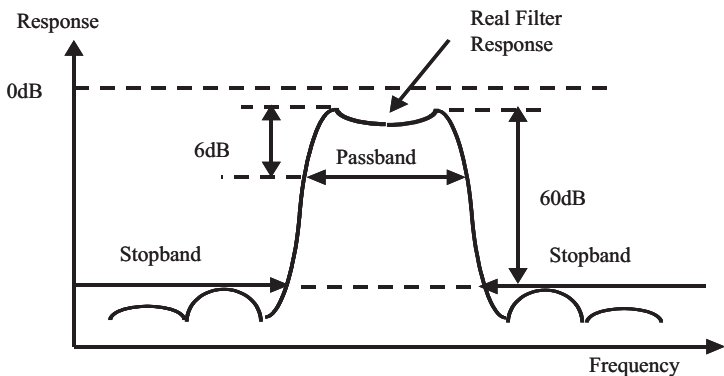 Response
Real Filter
Response
0dB
6dB
Passband
60dB
Stopband
Stopband
Frequency